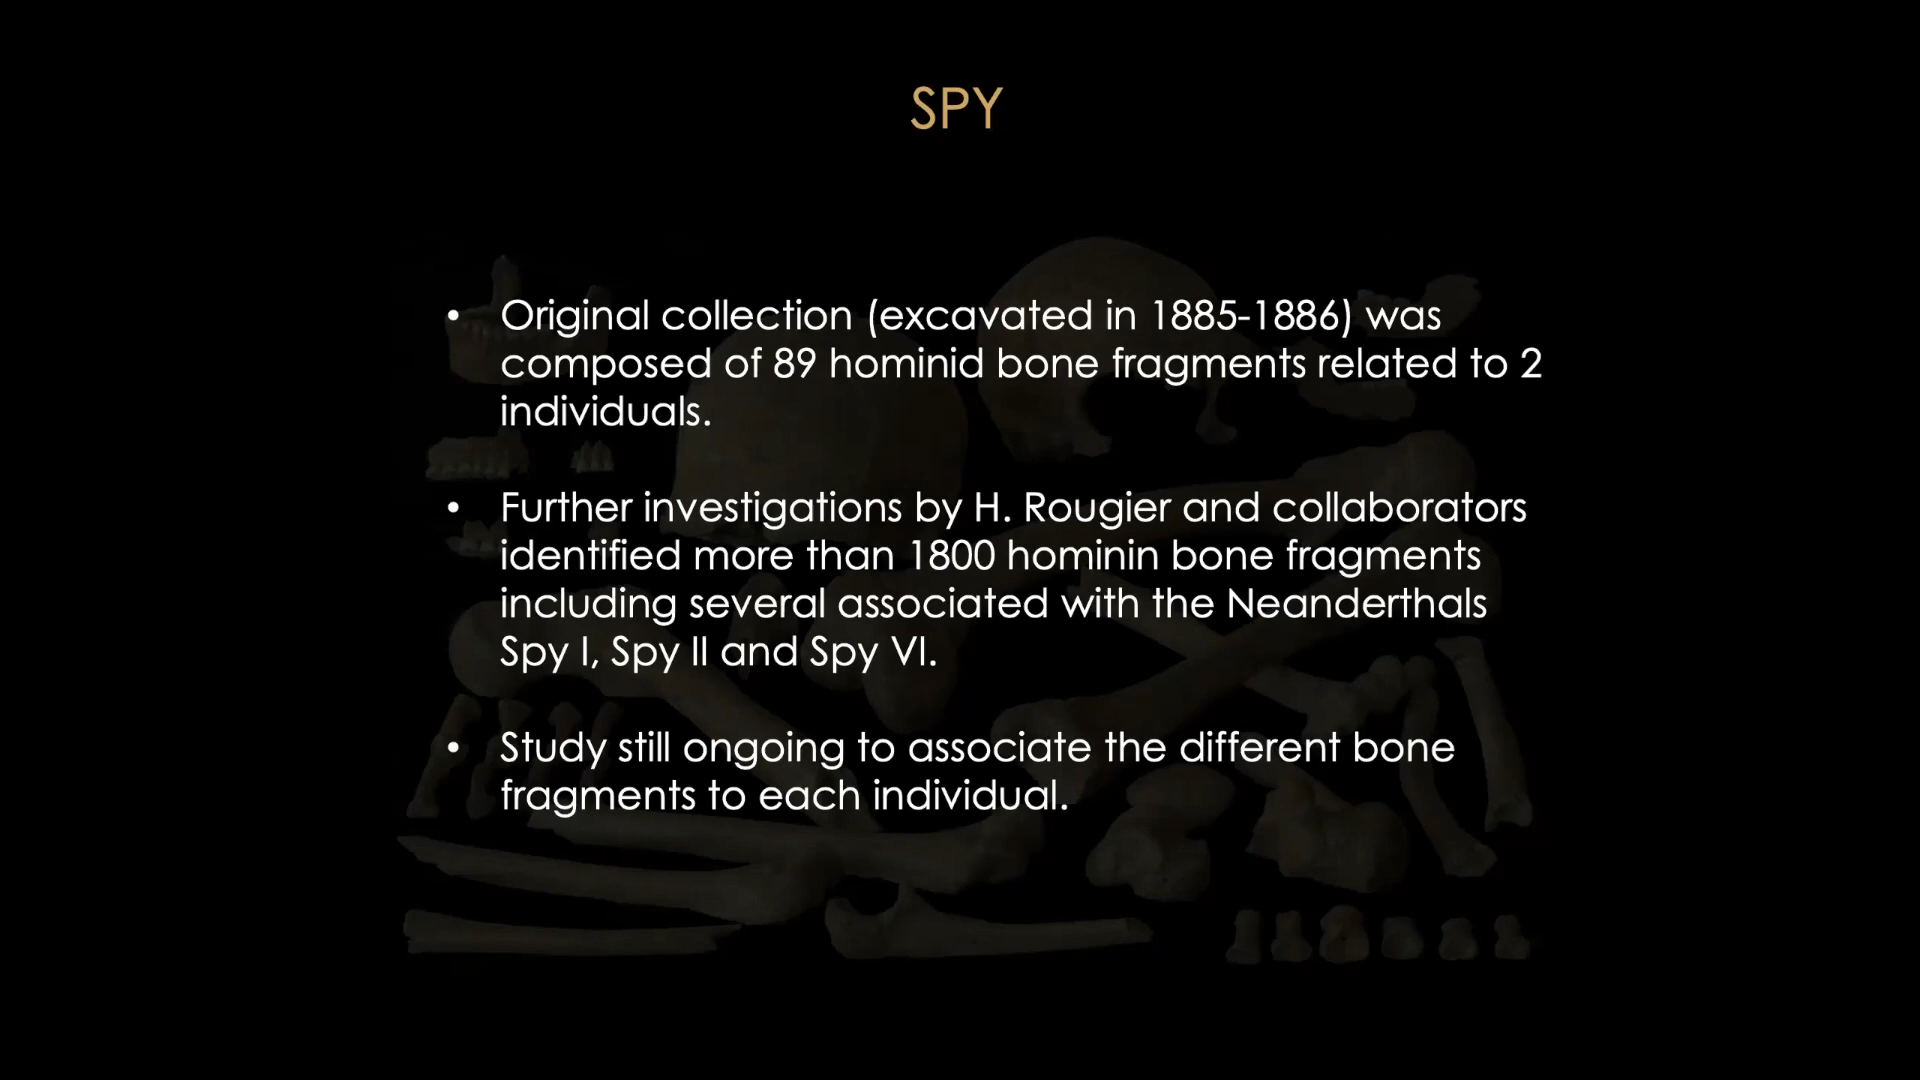 SPY
• Original collection (excavated in 1885-1886) was
composed of 89 hominid bone fragments related to 2
individuals.
• Further investigations by H. Rougier and collaborators
identified more than 1800 hominin bone fragments
including several associated with the Neanderthals
Spy I, Spy II and Spy VI.
• Study still ongoing to associate the different bone
fragments to each individual.